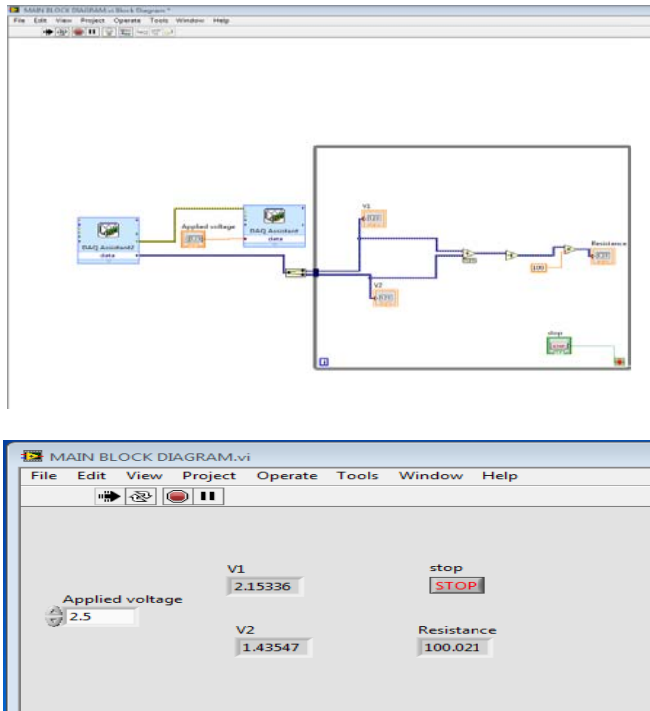 MAIN BLOCK DIAGRAM.vi Block Diagram *
File Edit View Project Operate Tools Window Help
V1
Applied voltage
DAQ Assistant
data
DAQ Assistant2
data
Resistance
100
V2
stop
i
MAIN BLOCK DIAGRAM.vi
File Edit View Project Operate Tools Window Help
V1
stop
2.15336
STOP
Applied voltage
2.5
V2
Resistance
1.43547
100.021